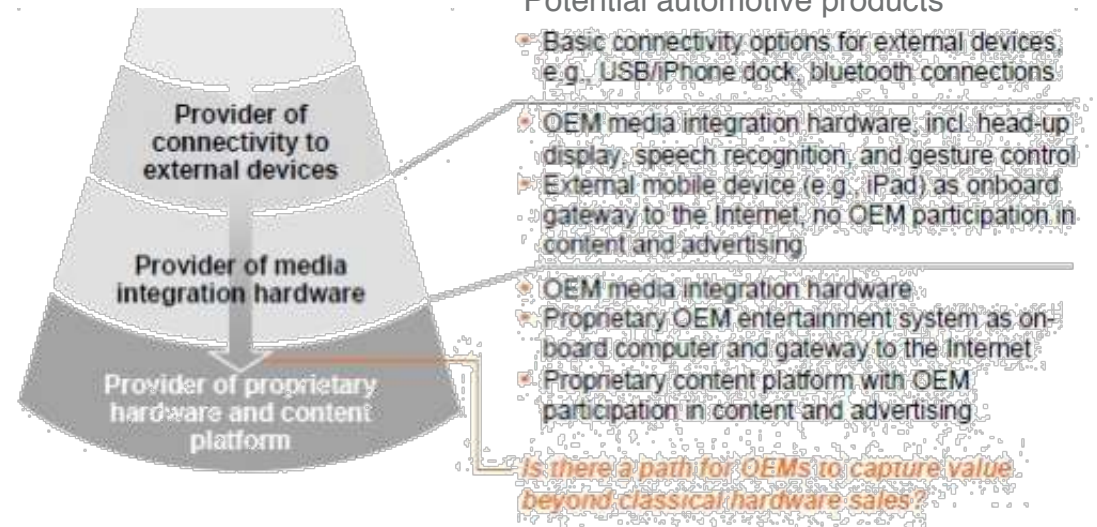 Potential automotive products
Basic connectivity options for external devices,
e.g., USB/iPhone dock, bluetooth connections
Provider of
connectivity to
external devices
OEM media integration hardware, incl. head-up
display, speech recognition, and gesture control
External mobile device (e.g., iPad) as onboard
gateway to the Internet, no OEM participation in
content and advertising
Provider of media
integration hardware
OEM media integration hardware
Proprietary OEM entertainment system as on-
board computer and gateway to the Internet
Proprietary content platform with OEM
participation in content and advertising
Provider of proprietary
hardware and content
platform
Is there a path for OEMs to capture value
beyond classical hardware sales?